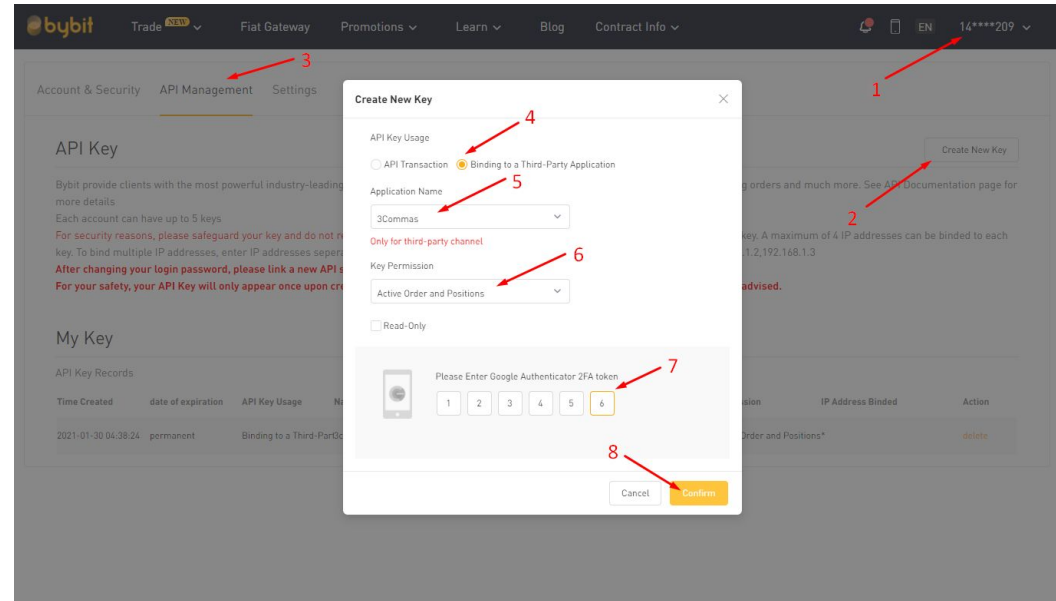 bybit Trade NEW Fiat Gateway Promotions Learn Blog Contract Info EN 14****209
1
3
Account & Security API Management Settings
Create New Key
4
API Key Usage
API Transaction Binding to a Third-Party Application
5
Application Name
3Commas
Only for third-party channel
6
Key Permission
Active Order and Positions
Read-Only
7
Please Enter Google Authenticator 2FA token
1 2 3 4 5 6
8
Cancel Confirm
API Key
Create New Key
2
Bybit provide clients with the most powerful industry-leading g orders and much more. See API Documentation page for
more details
Each account can have up to 5 keys
For security reasons, please safeguard your key and do not r key. A maximum of 4 IP addresses can be binded to each
key. To bind multiple IP addresses, enter IP addresses sepera .1.2,192.168.1.3
After changing your login password, please link a new API s
For your safety, your API Key will only appear once upon cre advised.
My Key
API Key Records
Time Created date of expiration API Key Usage Na ssion IP Address Binded Action
2021-01-30 04:38:24 permanent Binding to a Third-Part Order and Positions* delete